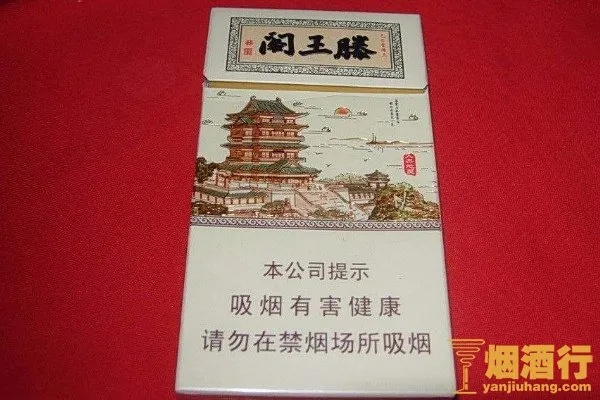 閣王滕
本公司提示
吸烟有害健康
请勿在禁烟场所吸烟
烟酒行
yanjiuhang.com